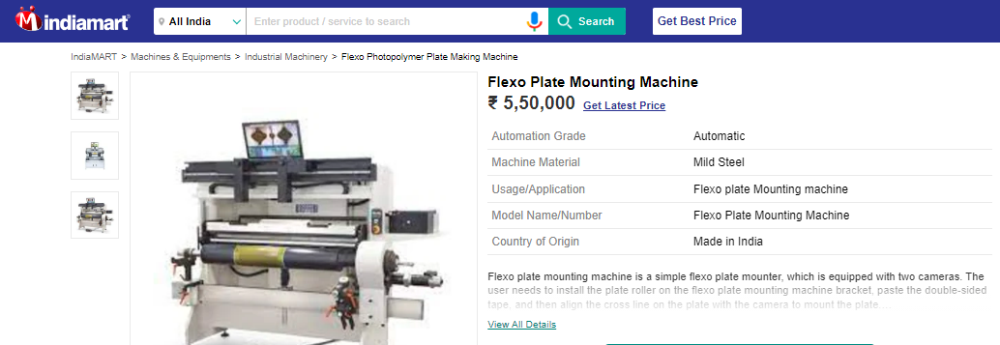 indiamart
All India
Enter product / service to search
Search
Get Best Price
IndiaMART > Machines & Equipments > Industrial Machinery > Flexo Photopolymer Plate Making Machine
Flexo Plate Mounting Machine
₹ 5,50,000 Get Latest Price
Automation Grade Automatic
Machine Material Mild Steel
Usage/Application Flexo plate Mounting machine
Model Name/Number Flexo Plate Mounting Machine
Country of Origin Made in India
Flexo plate mounting machine is a simple flexo plate mounter, which is equipped with two cameras. The
user needs to install the plate roller on the flexo plate mounting machine bracket, paste the double-sided
tape, and then align the cross line on the plate with the camera to mount the plate....
View All Details